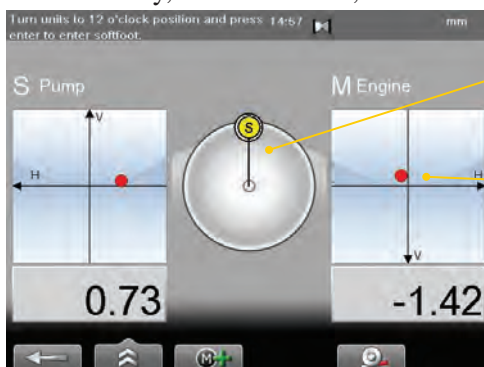 Turn units to 12 o'clock position and press 14:57 mm
enter to enter softfoot.
S Pump
M Engine
S
V
H
H
V
0.73
-1.42
M